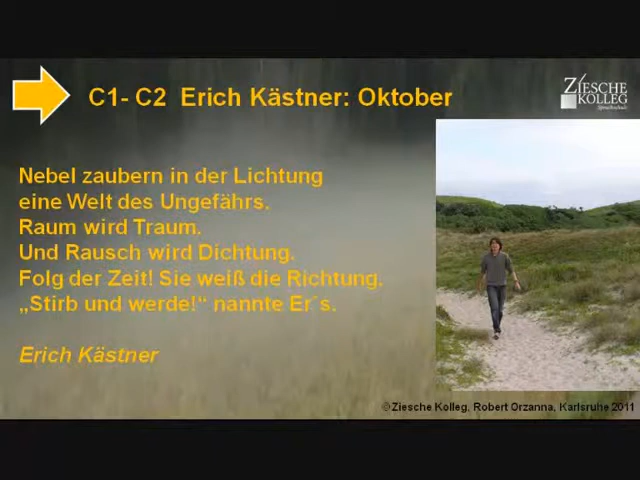 C1- C2 Erich Kästner: Oktober
ZIESCHE
KOLLEG
Nebel zaubern in der Lichtung
eine Welt des Ungefährs.
Raum wird Traum.
Und Rausch wird Dichtung.
Folg der Zeit! Sie weiß die Richtung.
„Stirb und werde!“ nannte Er´s.
Erich Kästner
©Ziesche Kolleg, Robert Orzanna, Karlsruhe 2011